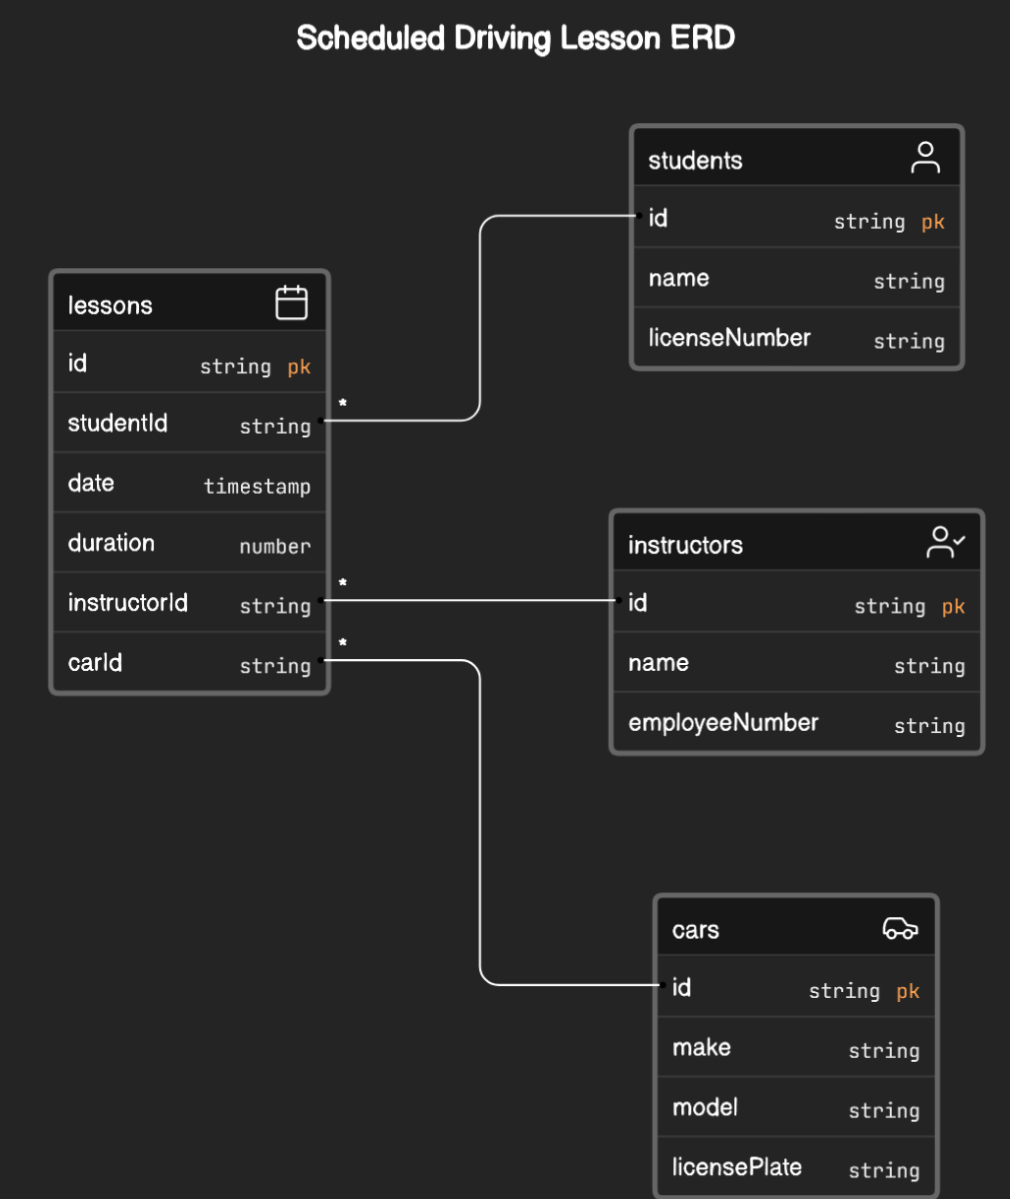 Scheduled Driving Lesson ERD
students
id string pk
name string
licenseNumber string
lessons
id string pk
studentId string *
date timestamp
duration number
instructorId string *
carId string *
instructors
id string pk
name string
employeeNumber string
cars
id string pk
make string
model string
licensePlate string